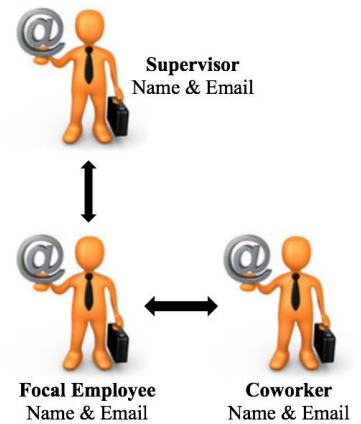 @
Supervisor
Name & Email
@
@
Focal Employee
Name & Email
Coworker
Name & Email